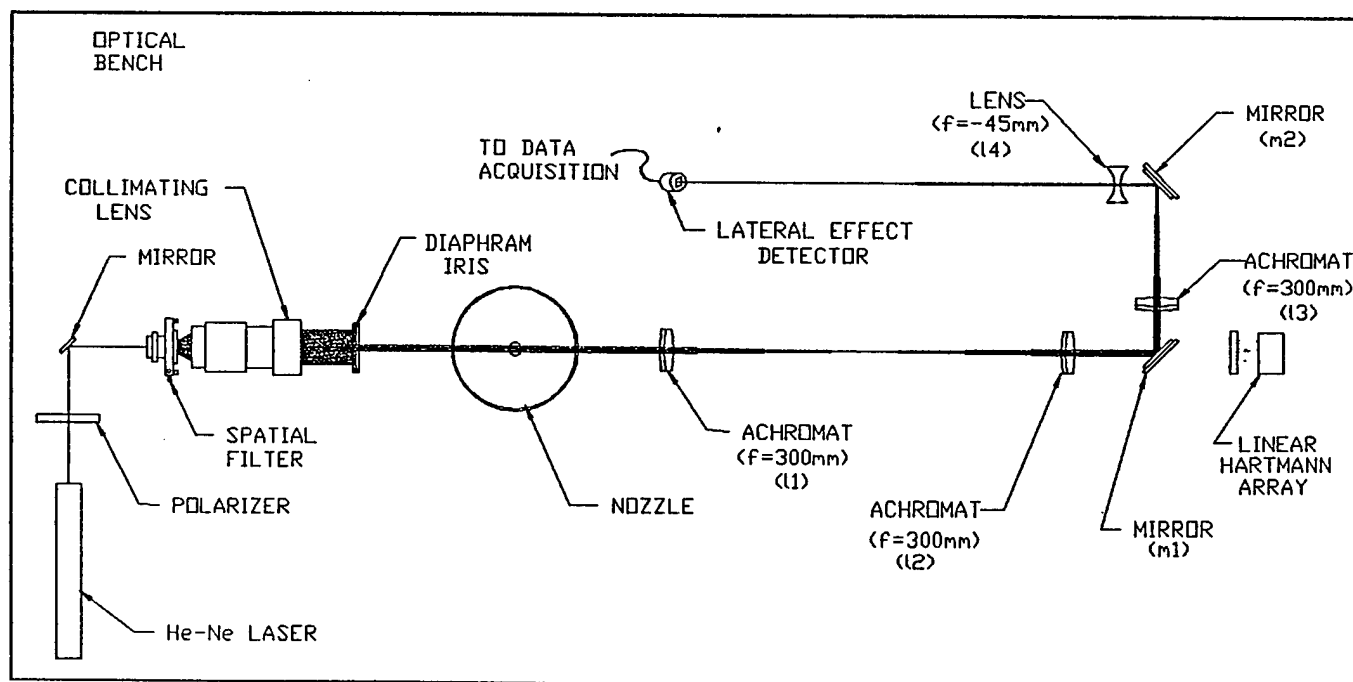 OPTICAL
BENCH
LENS
(f=-45mm)
(l4)
MIRROR
(m2)
TO DATA
ACQUISITION
COLLIMATING
LENS
LATERAL EFFECT
DETECTOR
DIAPHRAM
IRIS
MIRROR
ACHROMAT
(f=300mm)
(l3)
SPATIAL
FILTER
ACHROMAT
(f=300mm)
(l1)
LINEAR
HARTMANN
ARRAY
POLARIZER
NOZZLE
ACHROMAT
(f=300mm)
(l2)
MIRROR
(m1)
He-Ne LASER